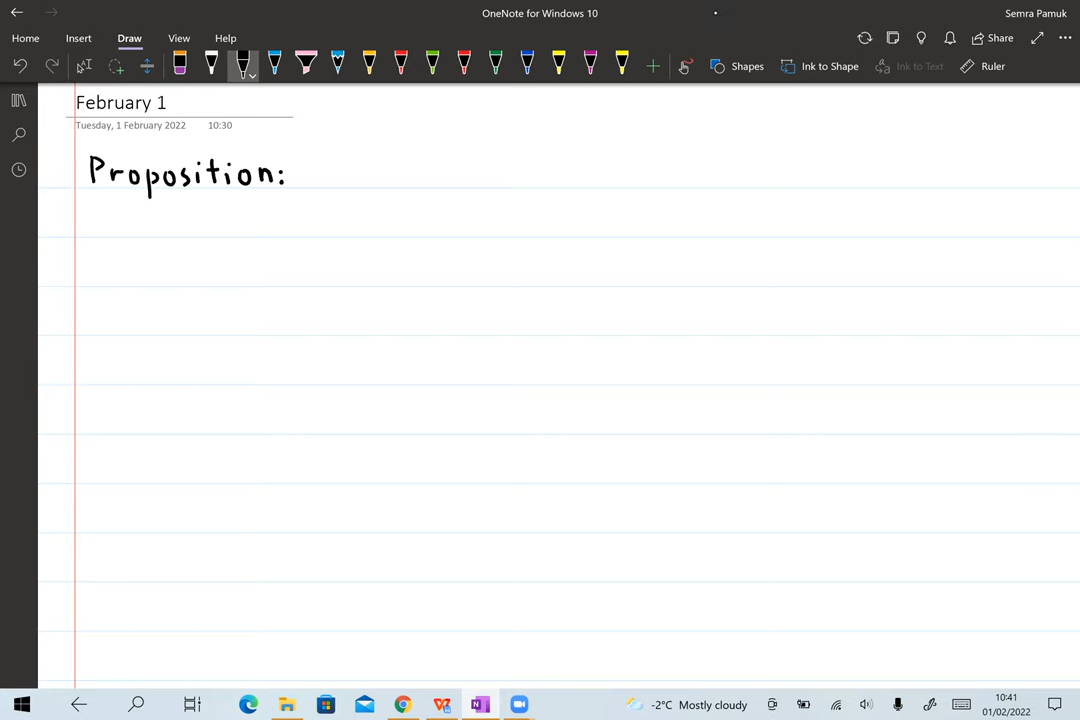 OneNote for Windows 10
Semra Pamuk
Home Insert Draw View Help
Share
Shapes Ink to Shape Ink to Text Ruler
February 1
Tuesday, 1 February 2022 10:30
Proposition:
-2°C Mostly cloudy
10:41
01/02/2022